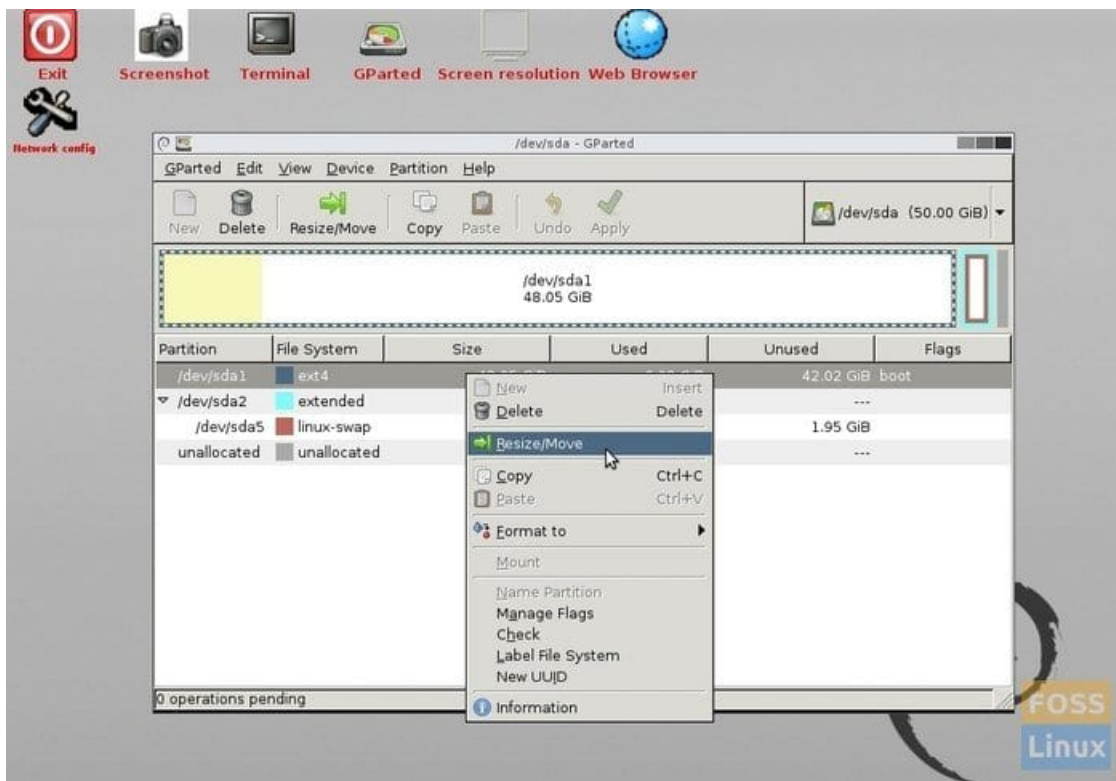 Exit
Screenshot
Terminal
GParted
Screen resolution
Web Browser
Network config
/dev/sda - GParted
GParted Edit View Device Partition Help
New Delete Resize/Move Copy Paste Undo Apply
/dev/sda (50.00 GiB)
/dev/sda1
48.05 GiB
Partition File System Size Used Unused Flags
/dev/sda1 ext4 42.02 GiB boot
/dev/sda2 extended ---
/dev/sda5 linux-swap 1.95 GiB
unallocated unallocated ---
New Insert
Delete Delete
Resize/Move
Copy Ctrl+C
Paste Ctrl+V
Format to
Mount
Name Partition
Manage Flags
Check
Label File System
New UUID
Information
0 operations pending
FOSS
Linux